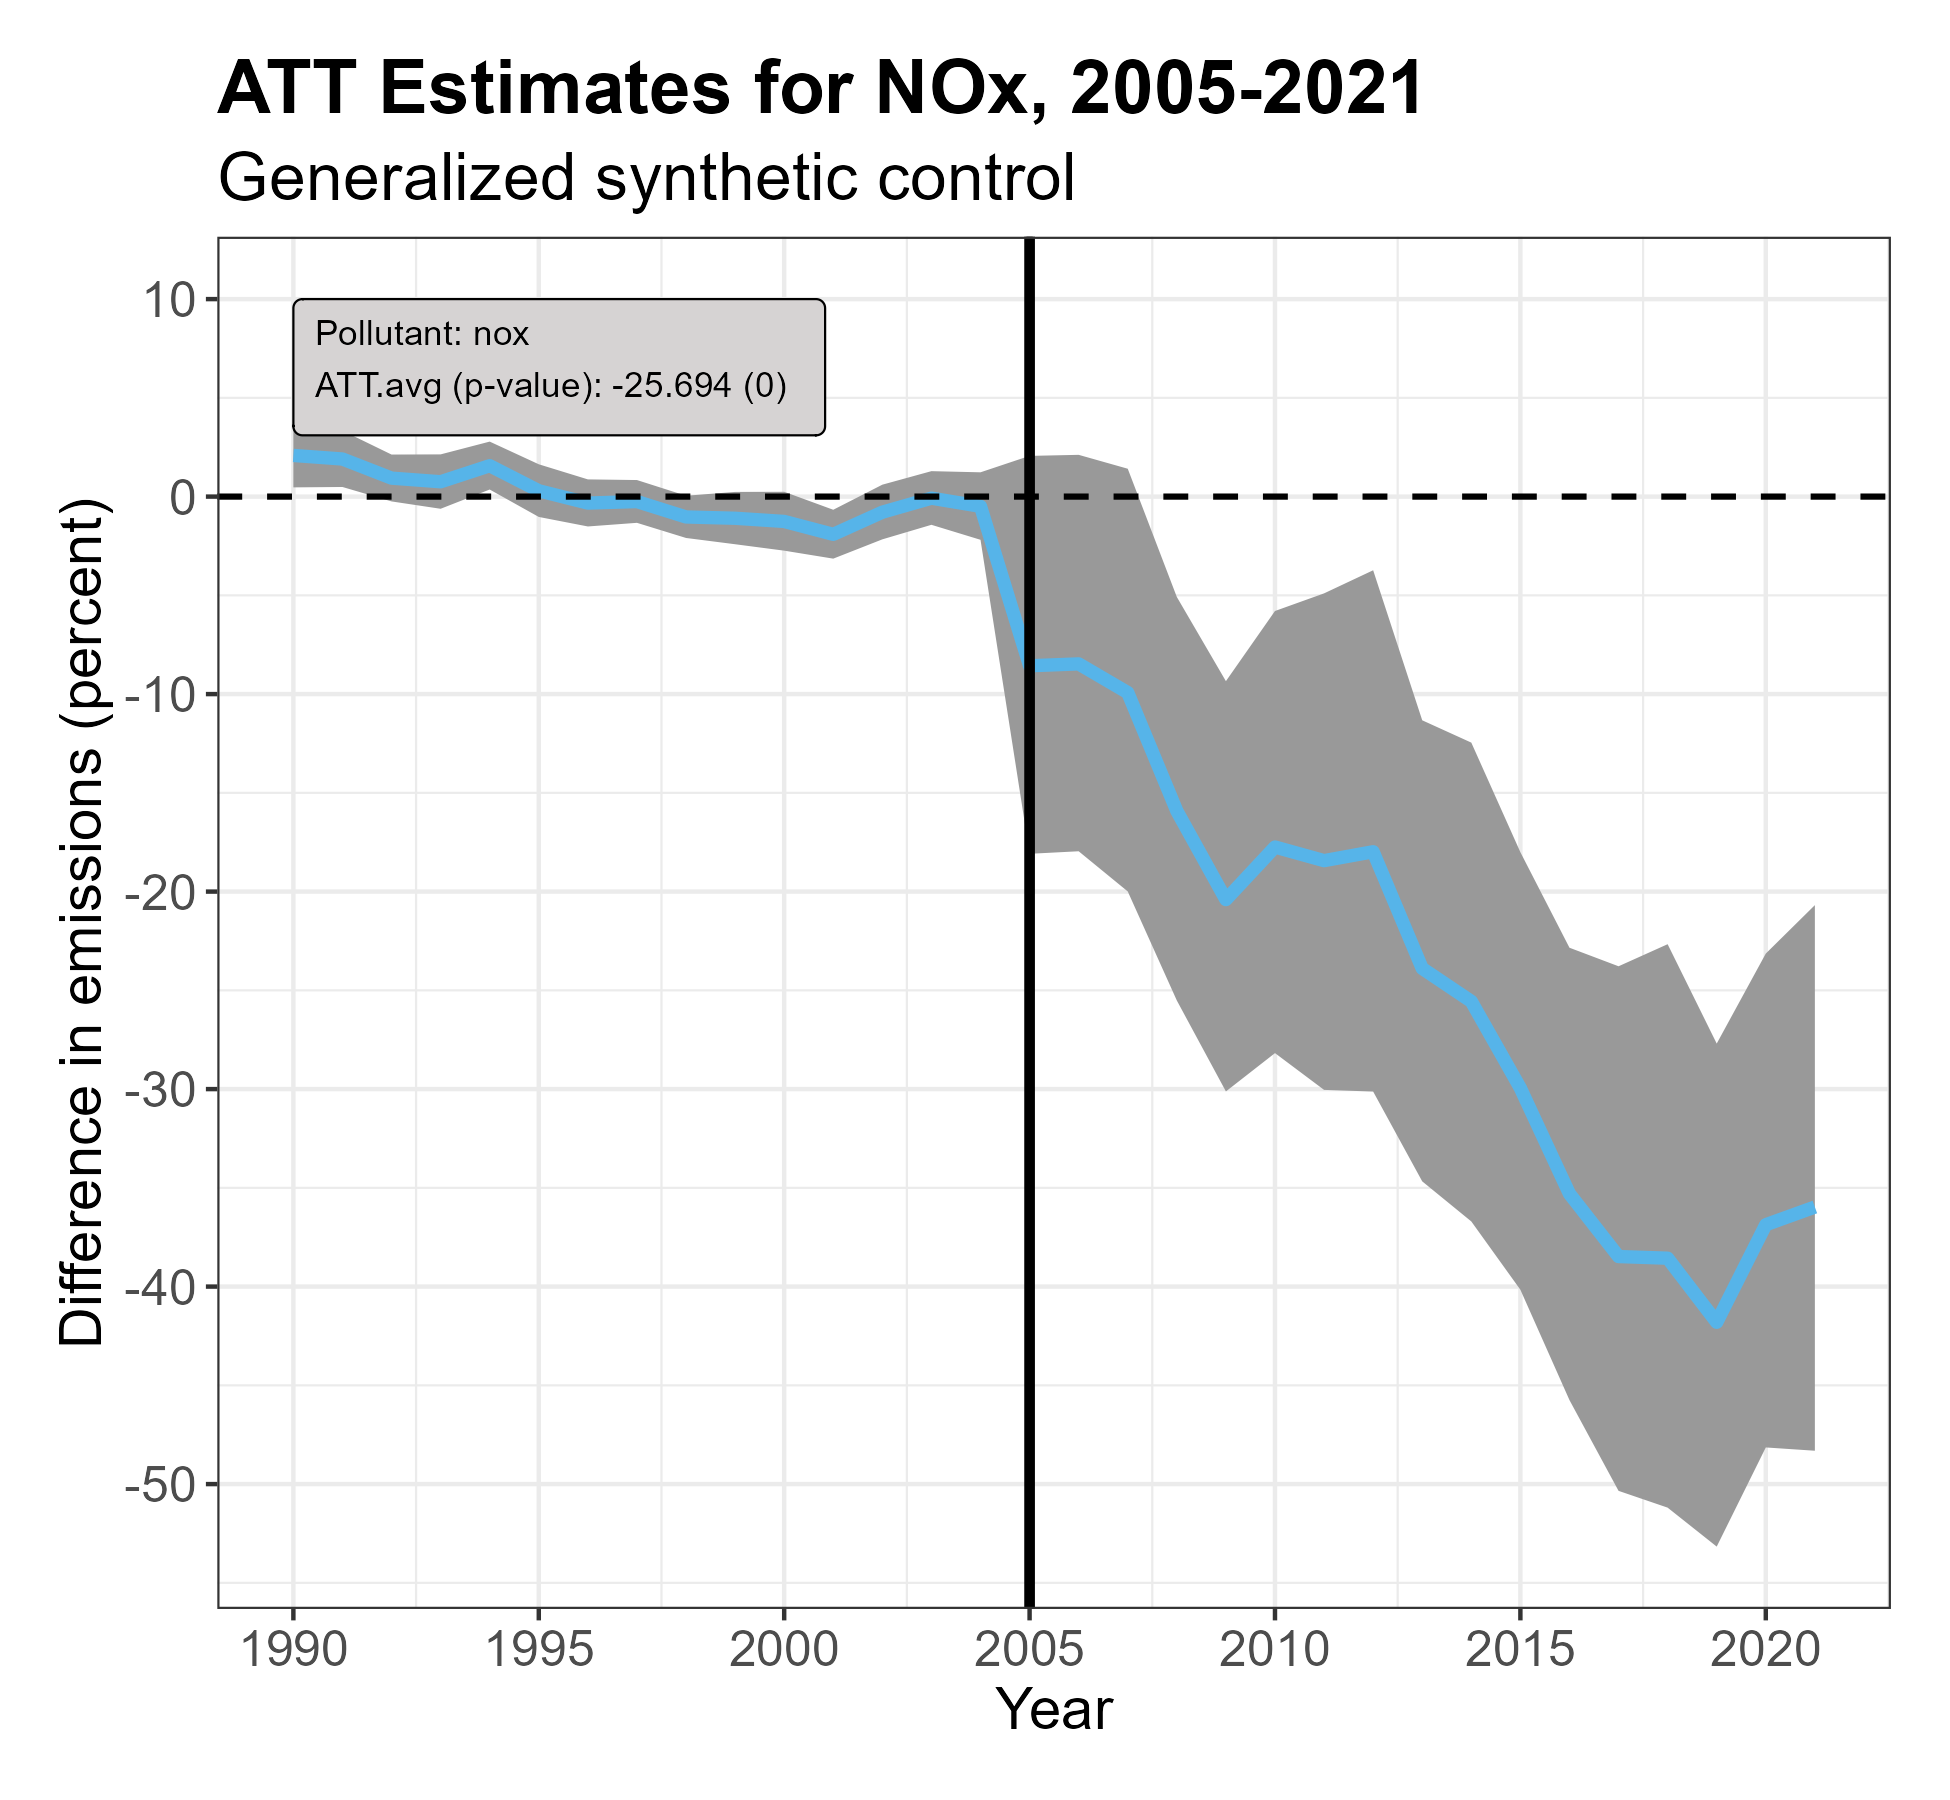 ATT Estimates for NOx, 2005-2021
Generalized synthetic control
Pollutant: nox
ATT.avg (p-value): -25.694 (0)
Difference in emissions (percent)
10
0
-10
-20
-30
-40
-50
1990
1995
2000
2005
2010
2015
2020
Year